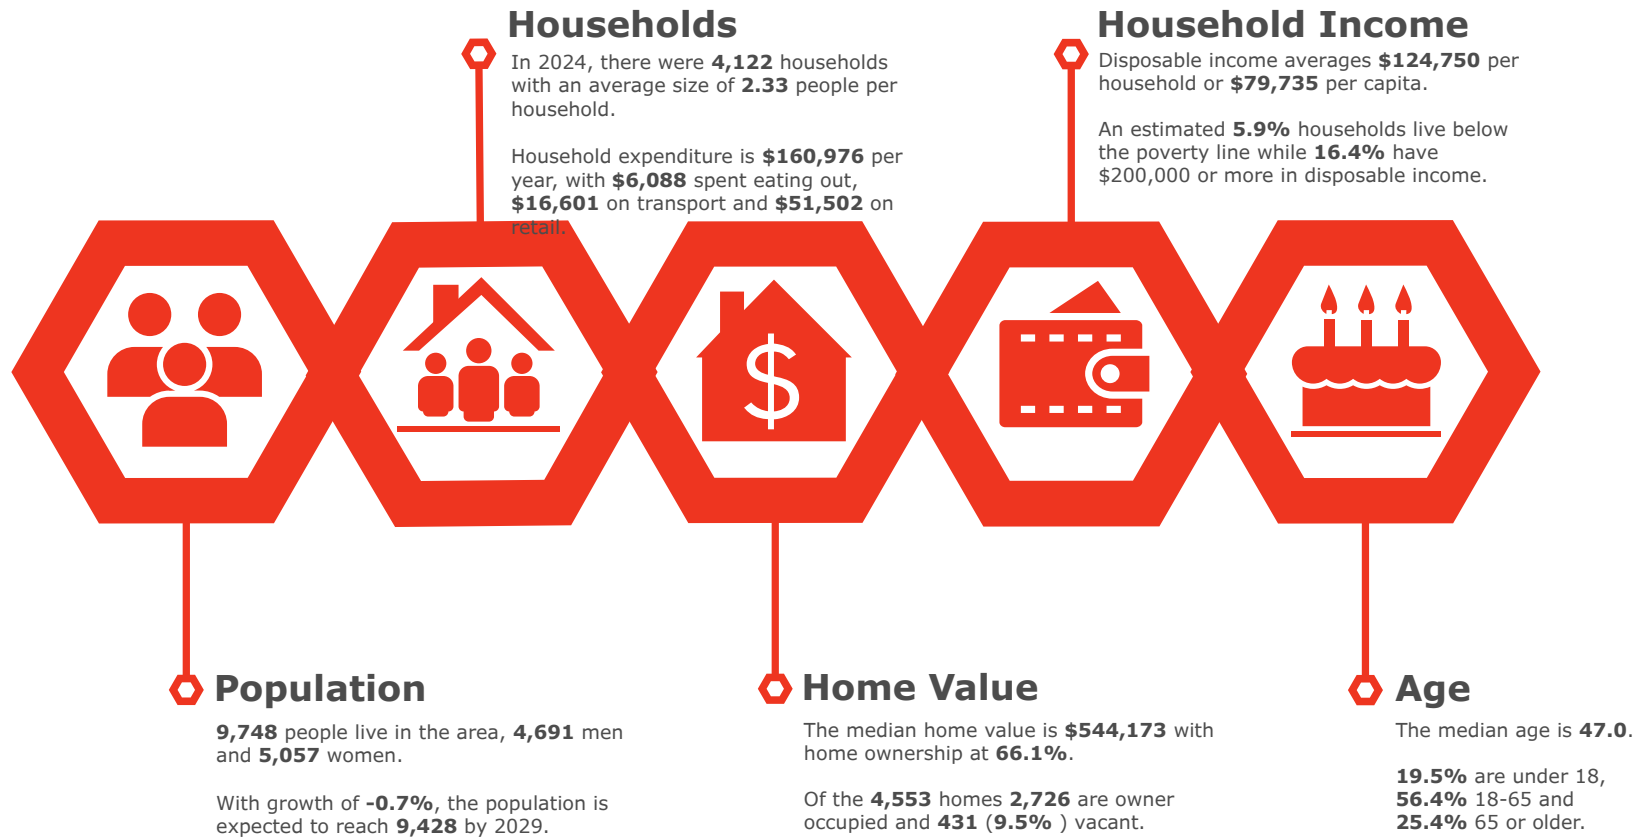 Households
In 2024, there were 4,122 households
with an average size of 2.33 people per
household.
Household expenditure is $160,976 per
year, with $6,088 spent eating out,
$16,601 on transport and $51,502 on
retail.
Household Income
Disposable income averages $124,750 per
household or $79,735 per capita.
An estimated 5.9% households live below
the poverty line while 16.4% have
$200,000 or more in disposable income.
$
Population
9,748 people live in the area, 4,691 men
and 5,057 women.
With growth of -0.7%, the population is
expected to reach 9,428 by 2029.
Home Value
The median home value is $544,173 with
home ownership at 66.1%.
Of the 4,553 homes 2,726 are owner
occupied and 431 (9.5% ) vacant.
Age
The median age is 47.0.
19.5% are under 18,
56.4% 18-65 and
25.4% 65 or older.